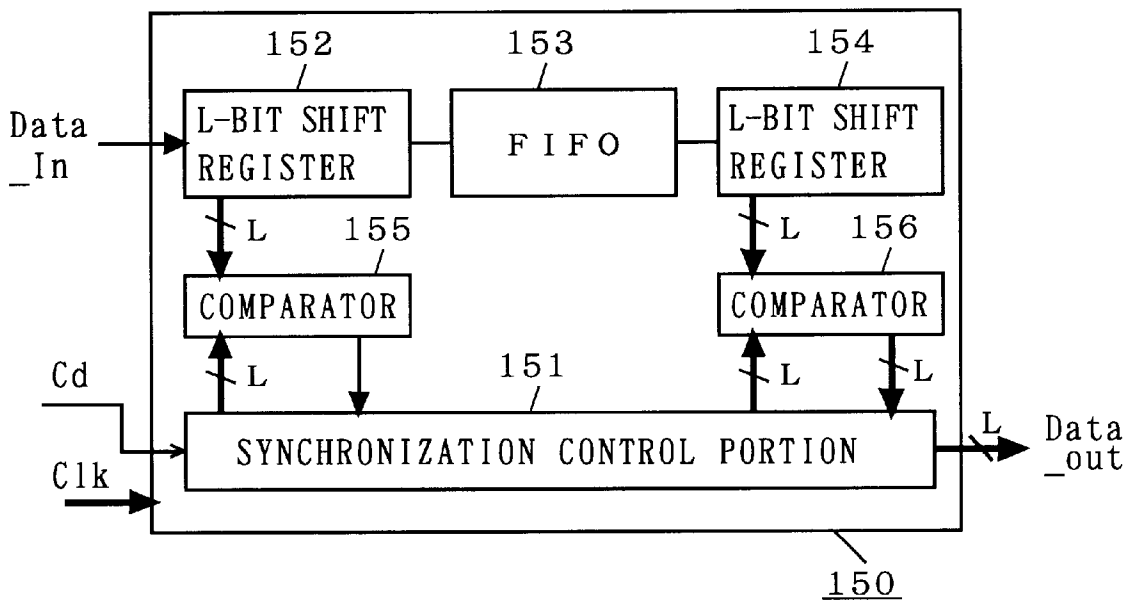 152
153
154
L-BIT SHIFT
REGISTER
FIFO
L-BIT SHIFT
REGISTER
Data
_In
L
155
L
156
COMPARATOR
COMPARATOR
L
151
L
L
Cd
SYNCHRONIZATION CONTROL PORTION
L
Data
_out
Clk
150